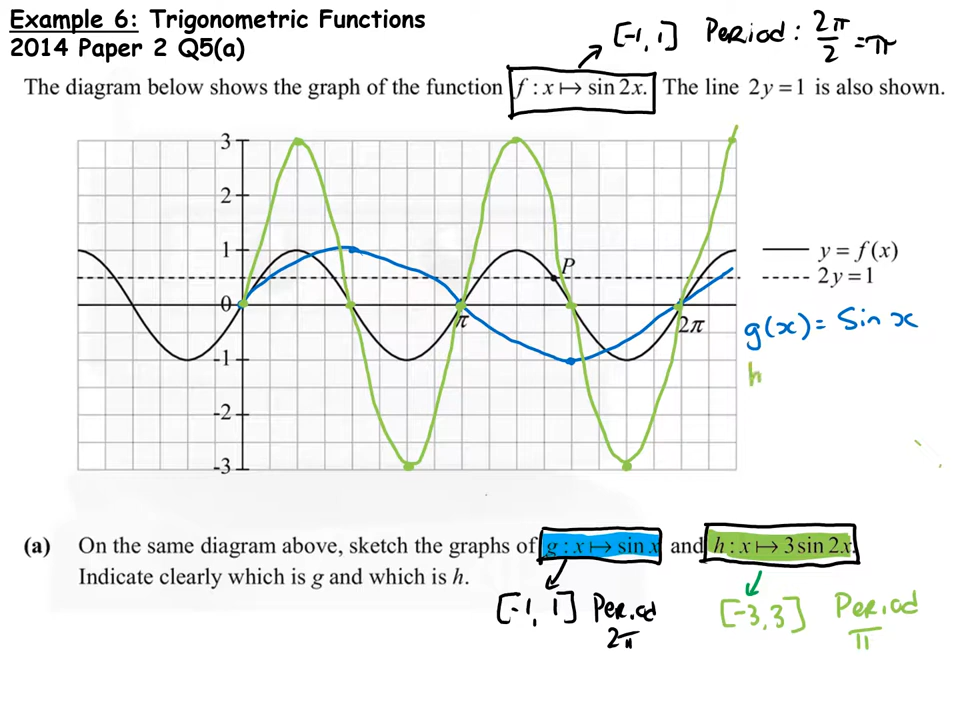 Example 6: Trigonometric Functions
2014 Paper 2 Q5(a)
[-1, 1] Period: 2π/2 = π
The diagram below shows the graph of the function f : x ↦ sin 2x. The line 2y = 1 is also shown.
3
2
1
0
-1
-2
-3
P
π
2π
y = f(x)
2y = 1
g(x) = Sin x
h
(a) On the same diagram above, sketch the graphs of g : x ↦ sin x and h : x ↦ 3 sin 2x.
Indicate clearly which is g and which is h.
[-1, 1] Period 2π
[-3, 3] Period π